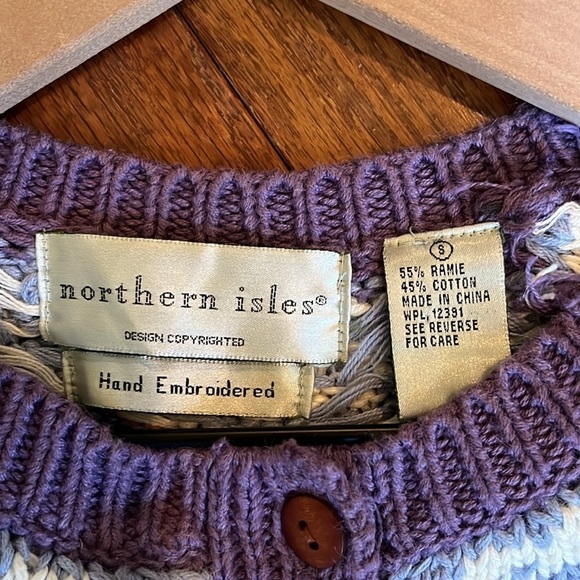 northern isles®
DESIGN COPYRIGHTED
Hand Embroidered
S
55% RAMIE
45% COTTON
MADE IN CHINA
WPL, 12391
SEE REVERSE
FOR CARE